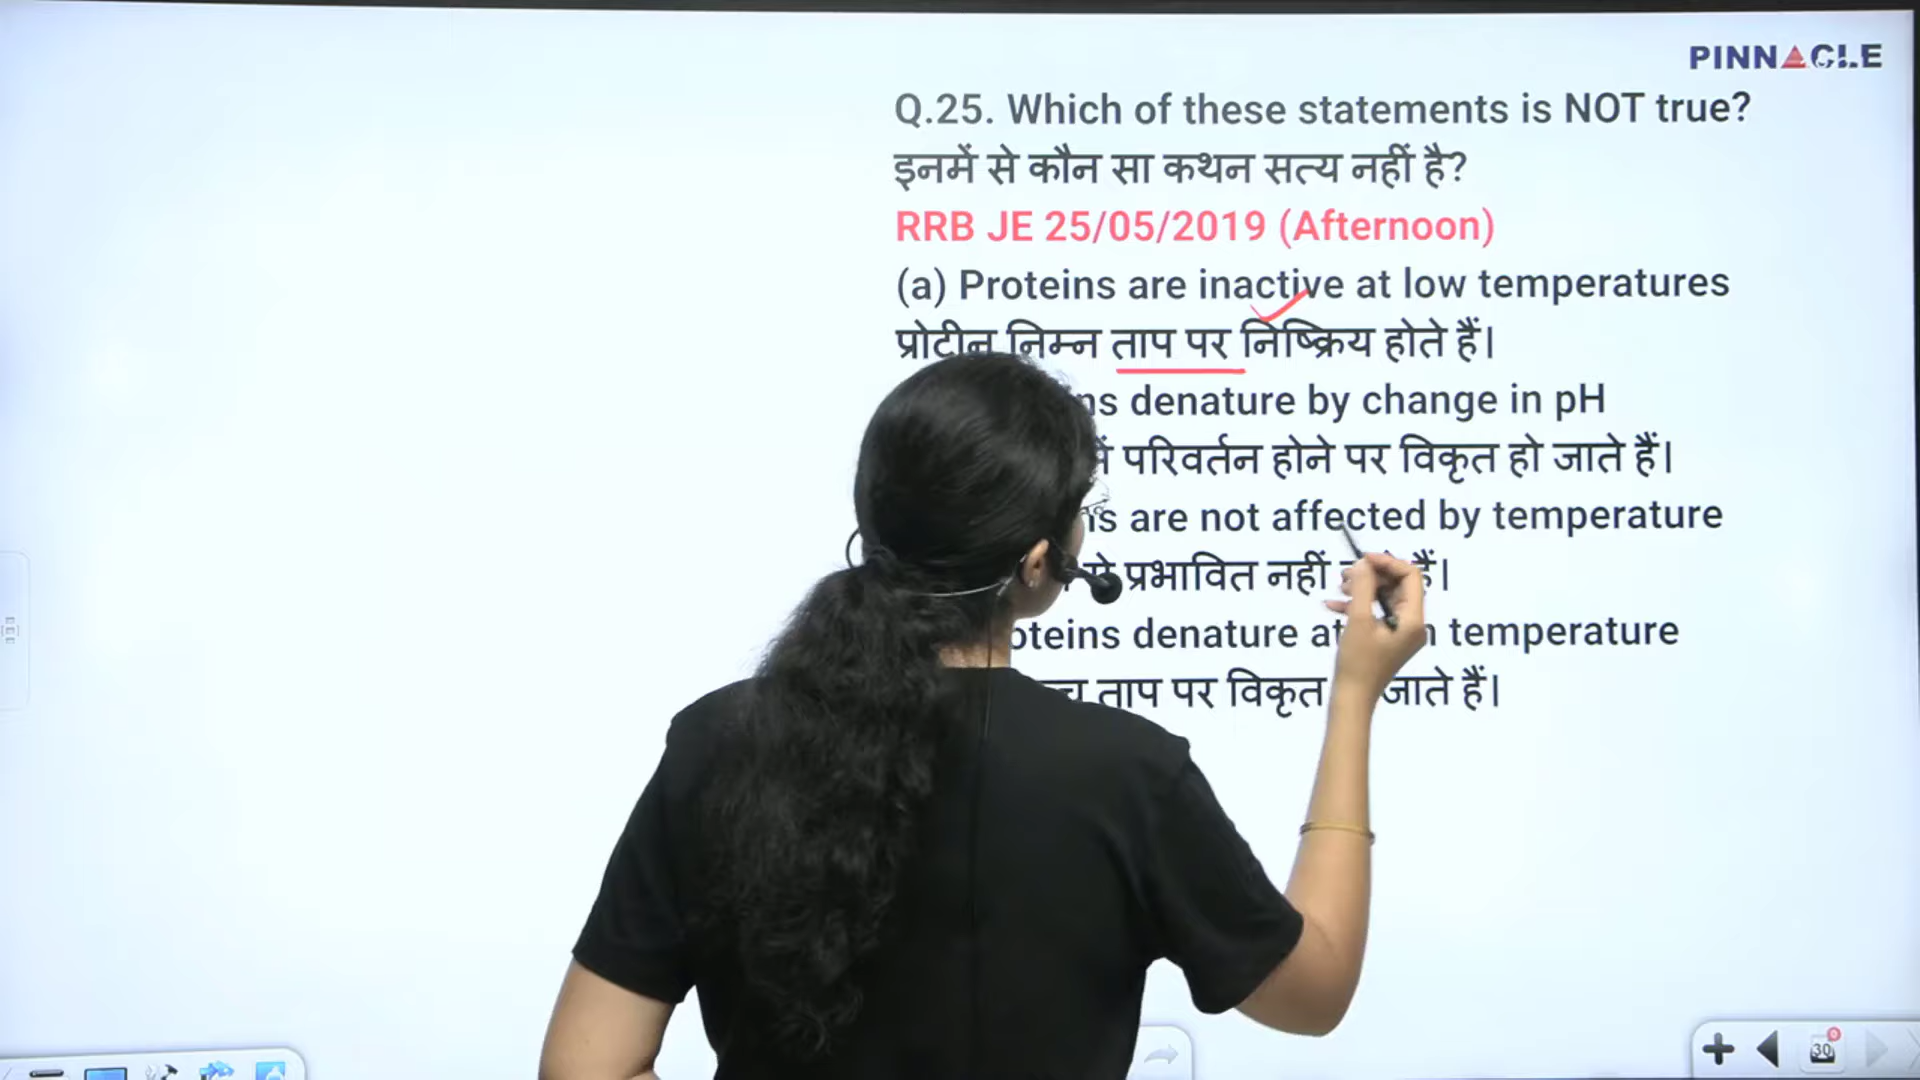 PINNACLE
Q.25. Which of these statements is NOT true?
इनमें से कौन सा कथन सत्य नहीं है?
RRB JE 25/05/2019 (Afternoon)
(a) Proteins are inactive at low temperatures
प्रोटीन निम्न ताप पर निष्क्रिय होते हैं।
denature by change in pH
परिवर्तन होने पर विकृत हो जाते हैं।
are not affected by temperature
प्रभावित नहीं हैं।
denature temperature
ताप पर विकृत जाते हैं।
30